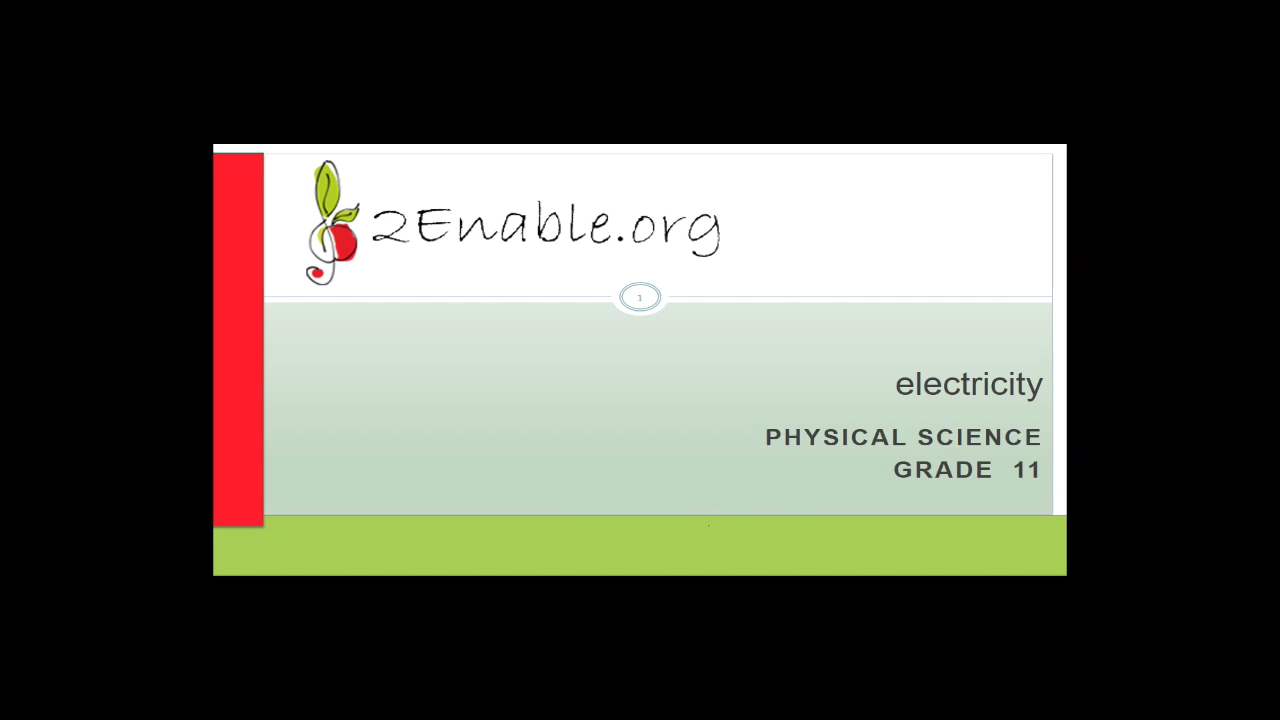 2Enable.org
1
electricity
PHYSICAL SCIENCE
GRADE 11